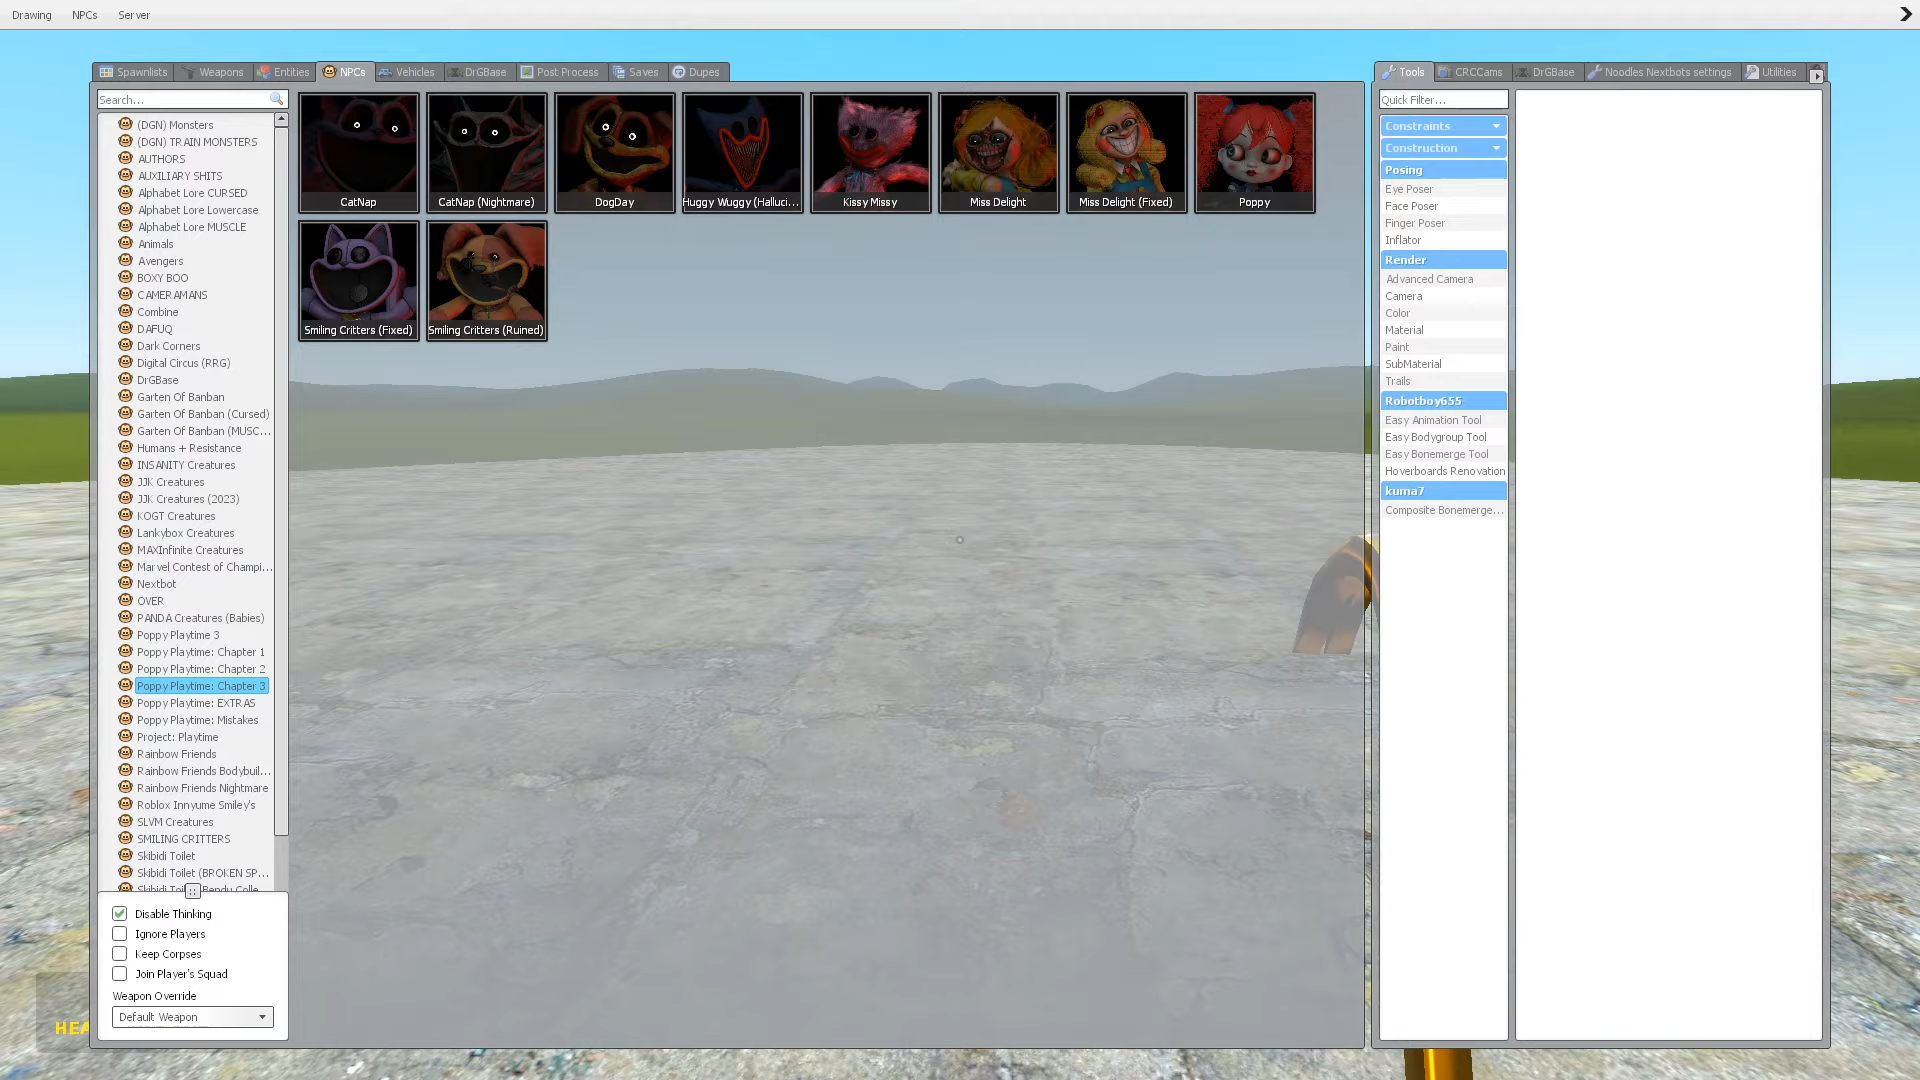 Drawing NPCs Server
Spawnlists Weapons Entities NPCs Vehicles DrGBase Post Process Saves Dupes
Search...
(DGN) Monsters
(DGN) TRAIN MONSTERS
AUTHORS
AUXILIARY SHITS
Alphabet Lore CURSED
Alphabet Lore Lowercase
Alphabet Lore MUSCLE
Animals
Avengers
BOXY BOO
CAMERAMANS
Combine
DAFUQ
Dark Corners
Digital Circus (RRG)
DrGBase
Garten Of Banban
Garten Of Banban (Cursed)
Garten Of Banban (MUSC...
Humans + Resistance
INSANITY Creatures
JJK Creatures
JJK Creatures (2023)
KOGT Creatures
Lankybox Creatures
MAXInfinite Creatures
Marvel Contest of Champi...
Nextbot
OVER
PANDA Creatures (Babies)
Poppy Playtime 3
Poppy Playtime: Chapter 1
Poppy Playtime: Chapter 2
Poppy Playtime: Chapter 3
Poppy Playtime: EXTRAS
Poppy Playtime: Mistakes
Project: Playtime
Rainbow Friends
Rainbow Friends Bodybuil...
Rainbow Friends Nightmare
Roblox Innyume Smiley's
SLVM Creatures
SMILING CRITTERS
Skibidi Toilet
Skibidi Toilet (BROKEN SP...
Disable Thinking
Ignore Players
Keep Corpses
Join Player's Squad
Weapon Override
Default Weapon
HEA
CatNap
CatNap (Nightmare)
DogDay
Huggy Wuggy (Halluci...
Kissy Missy
Miss Delight
Miss Delight (Fixed)
Poppy
Smiling Critters (Fixed)
Smiling Critters (Ruined)
Tools CRCCams DrGBase Noodles Nextbots settings Utilities
Quick Filter...
Constraints
Construction
Posing
Eye Poser
Face Poser
Finger Poser
Inflator
Render
Advanced Camera
Camera
Color
Material
Paint
SubMaterial
Trails
Robotboy655
Easy Animation Tool
Easy Bodygroup Tool
Easy Bonemerge Tool
Hoverboards Renovation
kuma7
Composite Bonemerge...